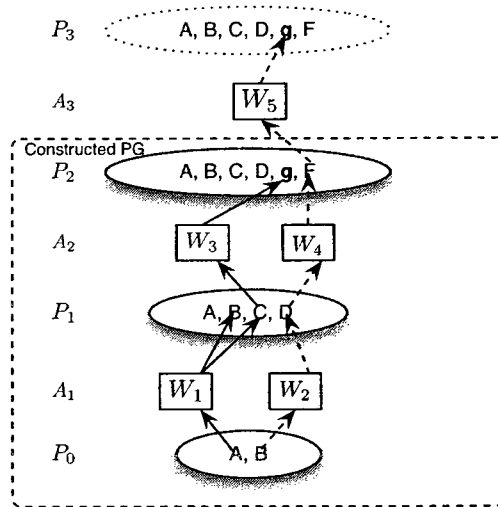 P₃ A, B, C, D, g, F
A₃ W₅
Constructed PG
P₂ A, B, C, D, g, F
A₂ W₃ W₄
P₁ A, B, C, D
A₁ W₁ W₂
P₀ A, B